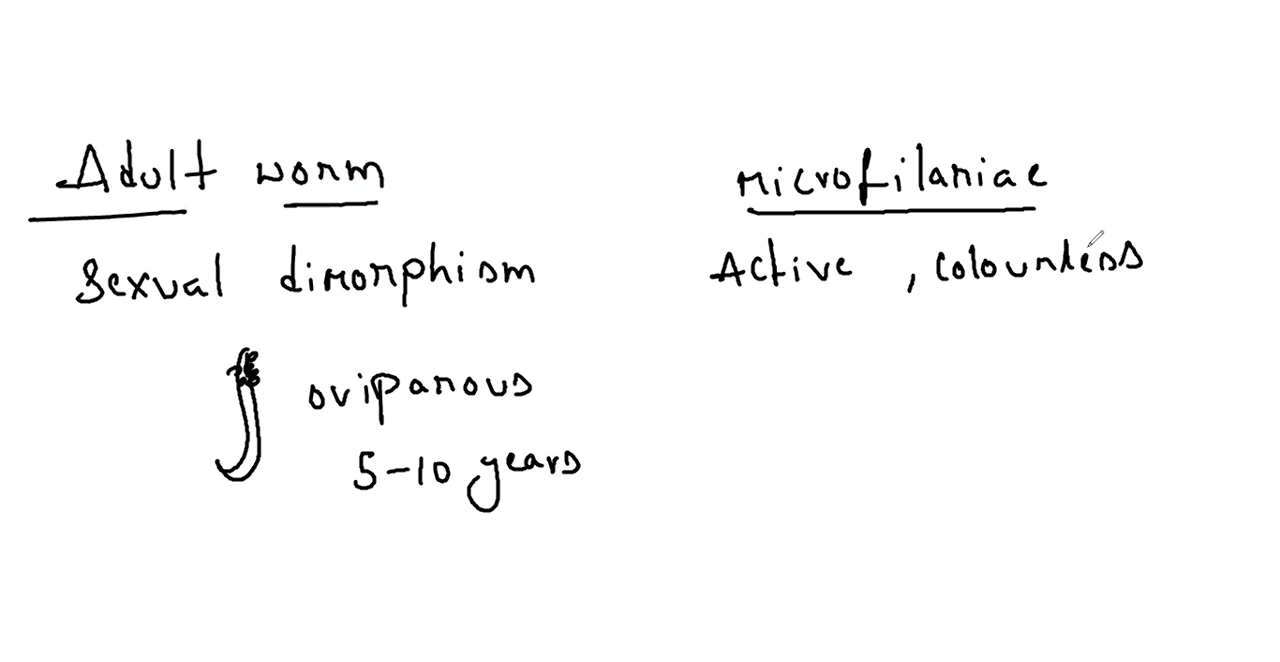 Adult worm
Sexual dimorphism
oviparous
5-10 years
Microfilariae
Active , colourless